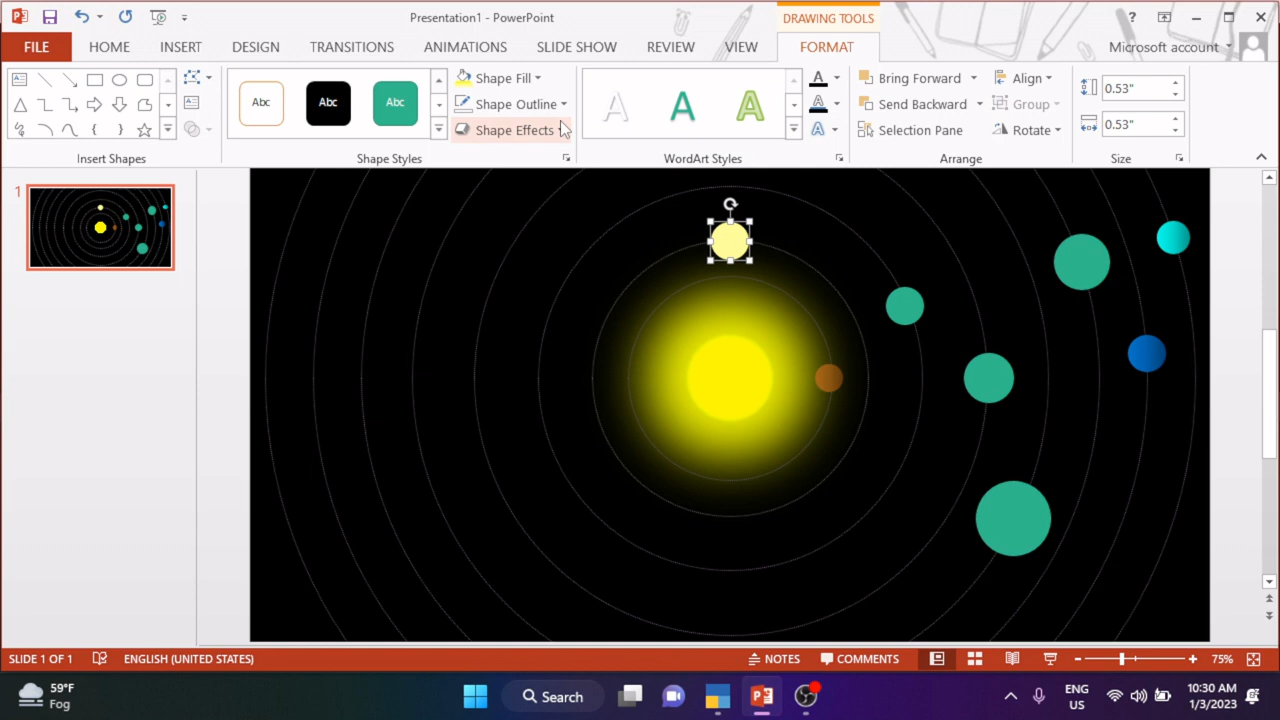 Presentation1 - PowerPoint
DRAWING TOOLS
?
FILE
HOME
INSERT
DESIGN
TRANSITIONS
ANIMATIONS
SLIDE SHOW
REVIEW
VIEW
FORMAT
Microsoft account
Abc
Abc
Abc
Shape Fill
Shape Outline
Shape Effects
A
A
A
A
A
A
Bring Forward
Send Backward
Selection Pane
Align
Group
Rotate
0.53"
0.53"
Insert Shapes
Shape Styles
WordArt Styles
Arrange
Size
1
SLIDE 1 OF 1
ENGLISH (UNITED STATES)
NOTES
COMMENTS
75%
59°F
Fog
Search
ENG
US
10:30 AM
1/3/2023